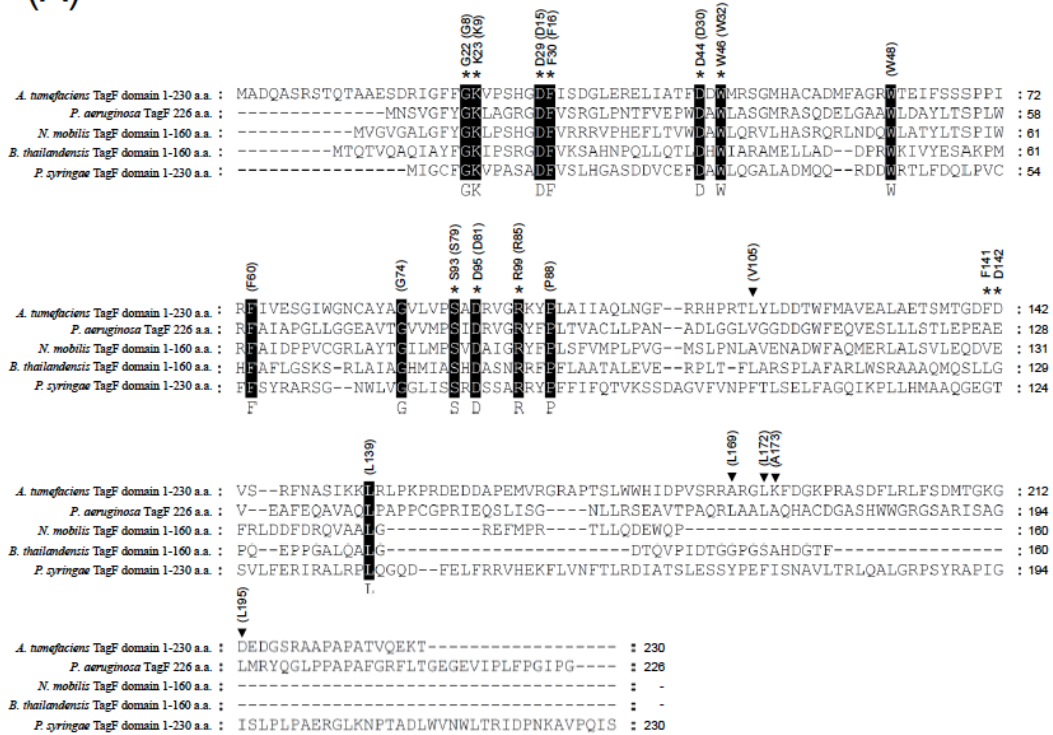 G22 (G8) K23 (K9) D29 (D15) F30 (F16) D44 (D30) W46 (W32) (W48)
** ** * *
A. tumefaciens TagF domain 1-230 a.a. : MADQASRSTQTAAESDRIGFFGKVPSHGDFISDGLERELIATFDDWMRSGMHACADMFAGRWTEIFSSSPPI : 72
P. aeruginosa TagF 226 a.a. : --------------MNSVGFYGKLAGRGDFVSRGLPNTFVEPWDAWLASGMRASQDELGAAWLDAYLTSPLW : 58
N. mobilis TagF domain 1-160 a.a. : -----------MVGVGALGFYGKLPSHGDFVRRRVPHEFLTVWDAWLQRVLHASRQRLNDQWLATYLTSPIW : 61
B. thailandensis TagF domain 1-160 a.a. : ---------MTQTVQAQIAYFGKIPSRGDFVKSAHNPQLLQTLDHWIARAMELLAD--DPRWKIVYESAKPM : 61
P. syringae TagF domain 1-230 a.a. : ----------------MIGCFGKVPASADFVSLHGASDDVCEFDAWLQGALADMQQ--RDDWRTLFDQLPVC : 54
GK DF D W W
(F60) (G74) S93 (S79) D95 (D81) R99 (R85) (P88) (V105) F141 D142
* * * ▼ **
A. tumefaciens TagF domain 1-230 a.a. : RFIVESGIWGNCAYAGVLVPSADRVGRKYPLAIIAQLNGF--RRHPRTLYLDDTWFMAVEALAETSMTGDFD : 142
P. aeruginosa TagF 226 a.a. : RFAIAPGLLGGEAVTGVVMPSIDRVGRYFPLTVACLLPAN--ADLGGLVGGDDGWFEQVESLLLSTLEPEAE : 128
N. mobilis TagF domain 1-160 a.a. : RFAIDPPVCGRLAYTGILMPSVDAIGRYFPLSFVMPLPVG--MSLPNLAVENADWFAQMERLALSVLEQDVE : 131
B. thailandensis TagF domain 1-160 a.a. : HFAFLGSKS-RLAIAGHMIASHDASNRRFPFLAATALEVE--RPLT-FLARSPLAFARLWSRAAAQMQSLLG : 129
P. syringae TagF domain 1-230 a.a. : FFSYRARSG-NWLVGGLISSRDSSARRYPFFIFQTVKSSDAGVFVNPFTLSELFAGQIKPLLHMAAQGEGT : 124
F G S D R P
(L139) (L169) (L172) (A173)
▼ ▼▼
A. tumefaciens TagF domain 1-230 a.a. : VS--RFNASIKKLRLPKPRDEDDAPEMVRGRAPTSLWWHIDPVSRRARGLKFDGKPRASDFLRLFSDMTGKG : 212
P. aeruginosa TagF 226 a.a. : V--EAFEQAVAQLPAPPCGPRIEQSLISG---NLLRSEAVTPAQRLAALAQHACDGASHWWGRGSARISAG : 194
N. mobilis TagF domain 1-160 a.a. : FRLDDFDRQVAALG---------REFMPR---TLLQDEWQP------------------------------- : 160
B. thailandensis TagF domain 1-160 a.a. : PQ--EPPGALQALG-----------------------DTQVPIDTGGPGSAHDGTF---------------- : 160
P. syringae TagF domain 1-230 a.a. : SVLFERIRALRPLQGQD--FELFRRVHEKFLVNFTLRDIATSLESSYPEFISNAVLTRLQALGRPSYRAPIG : 194
L
(L195)
▼
A. tumefaciens TagF domain 1-230 a.a. : DEDGSRAAPAPATVQEKT------------------ : 230
P. aeruginosa TagF 226 a.a. : LMRYQGLPPAPAFGRFLTGEGEVIPLFPGIPG---- : 226
N. mobilis TagF domain 1-160 a.a. : ------------------------------------ : -
B. thailandensis TagF domain 1-160 a.a. : ------------------------------------ : -
P. syringae TagF domain 1-230 a.a. : ISLPLPAERGLKNPTADLWVNWLTRIDPNKAVPQIS : 230